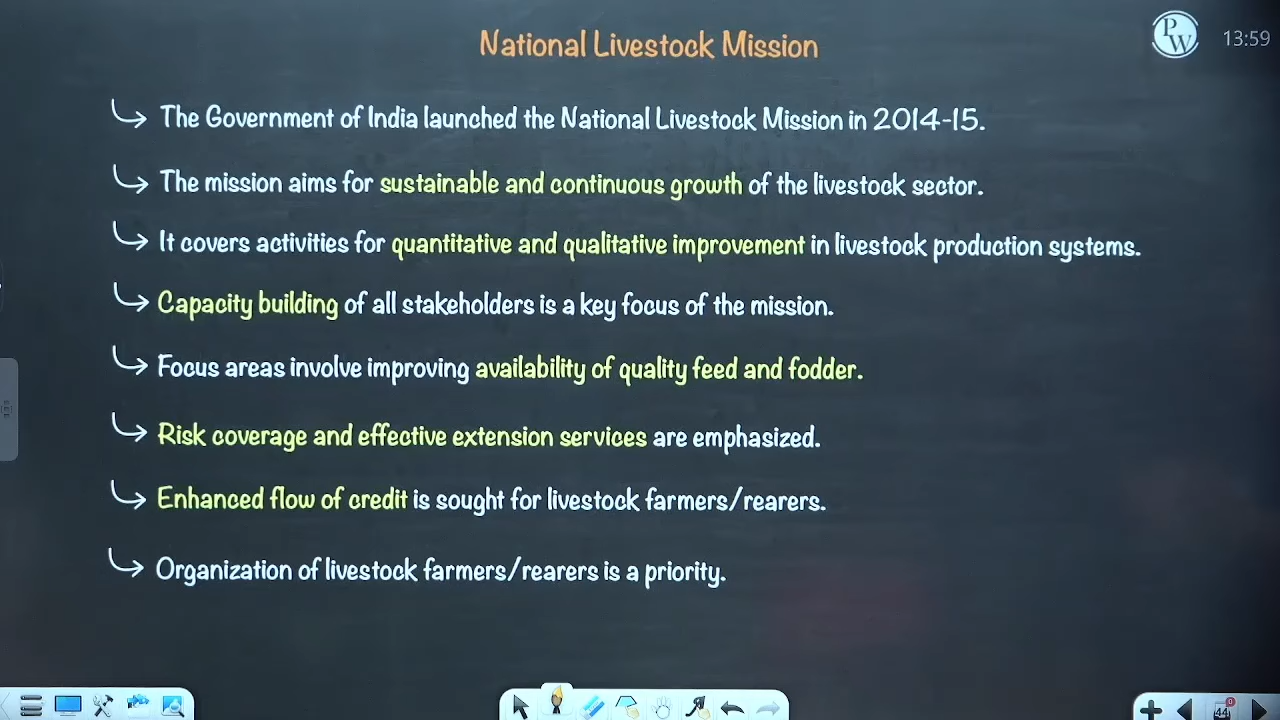 National Livestock Mission
P
W
13:59
The Government of India launched the National Livestock Mission in 2014-15.
The mission aims for sustainable and continuous growth of the livestock sector.
It covers activities for quantitative and qualitative improvement in livestock production systems.
Capacity building of all stakeholders is a key focus of the mission.
Focus areas involve improving availability of quality feed and fodder.
Risk coverage and effective extension services are emphasized.
Enhanced flow of credit is sought for livestock farmers/rearers.
Organization of livestock farmers/rearers is a priority.